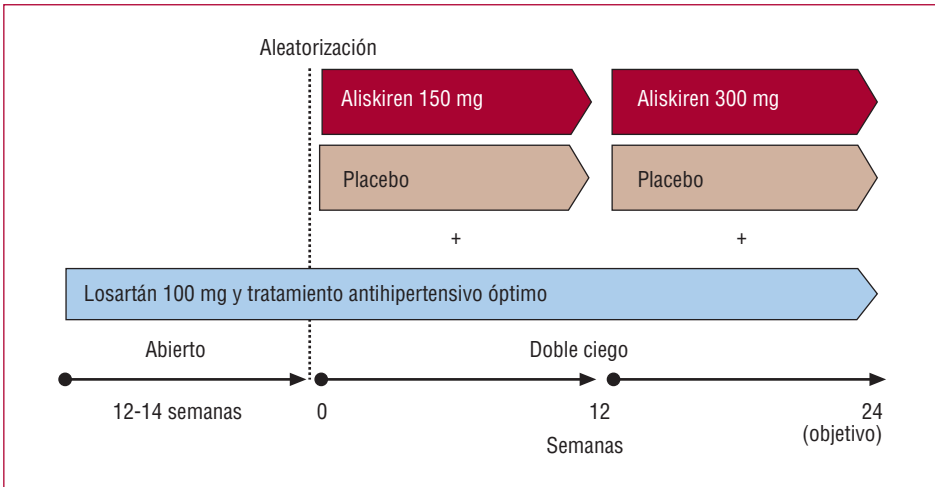 Aleatorización
Aliskiren 150 mg
Aliskiren 300 mg
Placebo
Placebo
+
+
Losartán 100 mg y tratamiento antihipertensivo óptimo
Abierto
Doble ciego
12-14 semanas
0
12
24
(objetivo)
Semanas